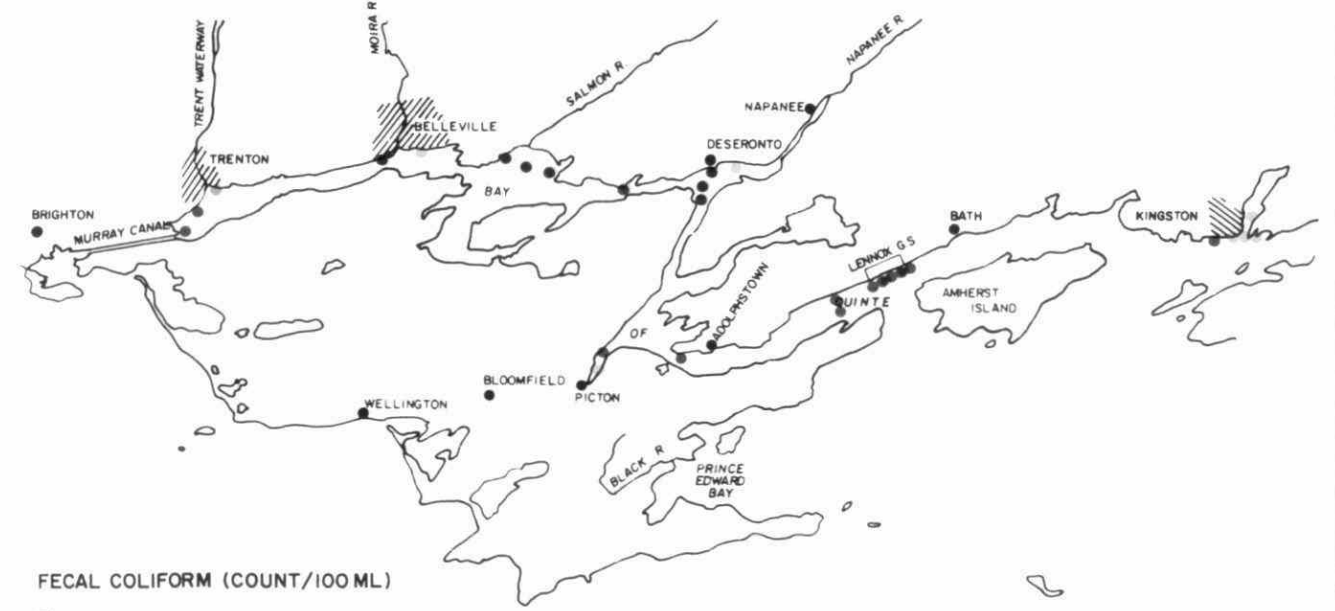 TRENT WATERWAY
MOIRA R
SALMON R.
NAPANEE R.
NAPANEE
BELLEVILLE
TRENTON
DESERONTO
BAY
BRIGHTON
MURRAY CANAL
BATH
KINGSTON
LENNOX G.S
AMHERST
ISLAND
QUINTE
ADOLPHSTOWN
OF
BLOOMFIELD
PICTON
WELLINGTON
BLACK R
PRINCE
EDWARD
BAY
FECAL COLIFORM (COUNT/100 ML)